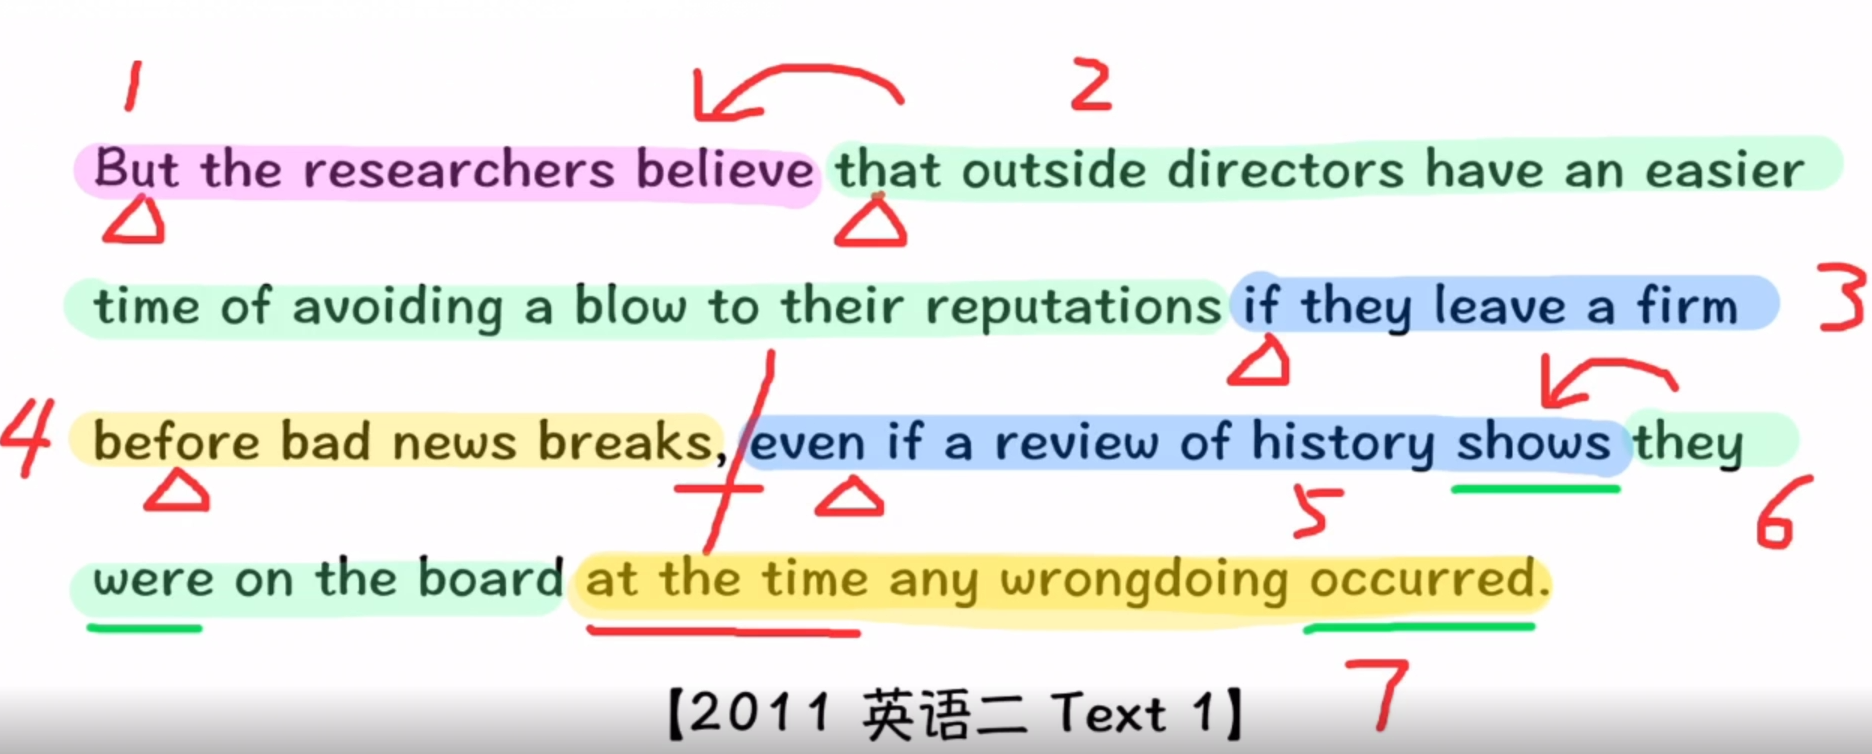 1 2
But the researchers believe that outside directors have an easier
time of avoiding a blow to their reputations if they leave a firm 3
4 before bad news breaks, even if a review of history shows they
5 6
were on the board at the time any wrongdoing occurred.
7
【2011 英语二 Text 1】